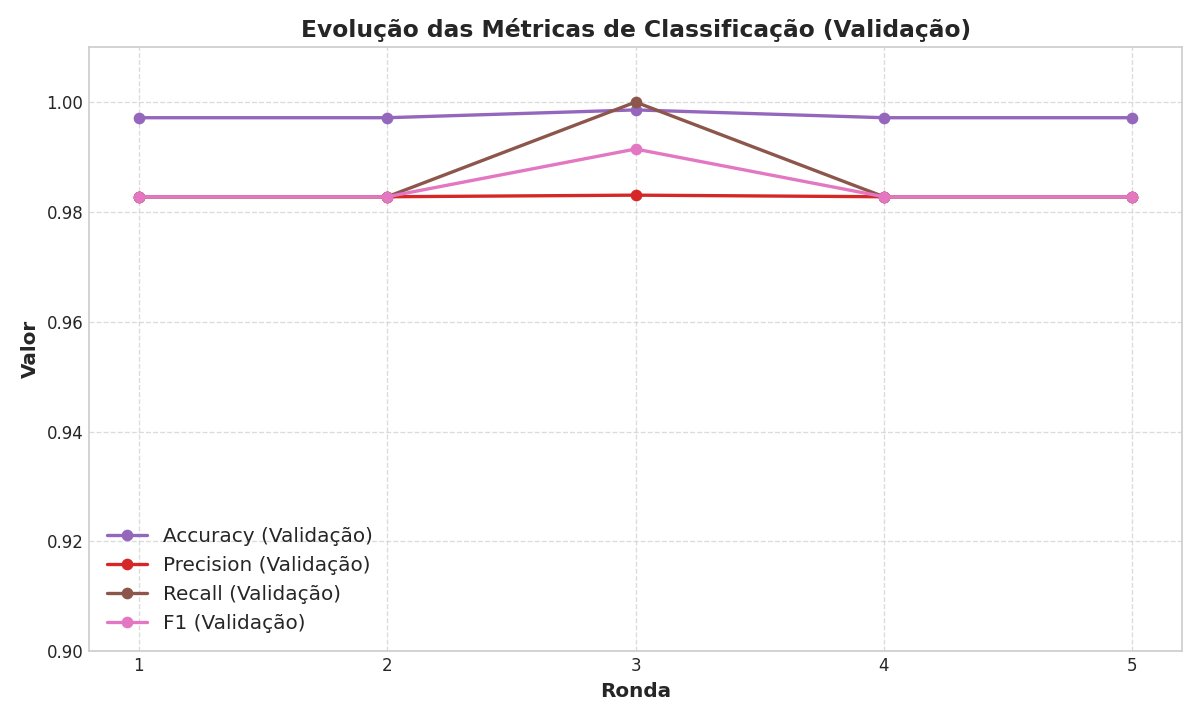 Evolução das Métricas de Classificação (Validação)
Valor
1.00
0.98
0.96
0.94
0.92
0.90
Accuracy (Validação)
Precision (Validação)
Recall (Validação)
F1 (Validação)
1 2 3 4 5
Ronda